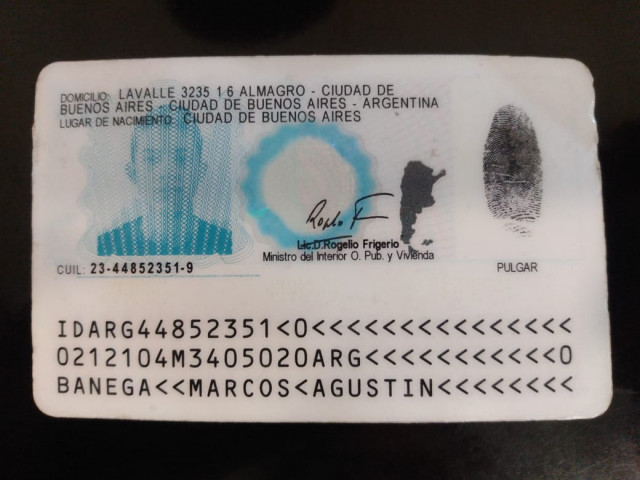 DOMICILIO: LAVALLE 3235 1 6 ALMAGRO - CIUDAD DE
BUENOS AIRES - CIUDAD DE BUENOS AIRES - ARGENTINA
LUGAR DE NACIMIENTO: CIUDAD DE BUENOS AIRES
Lic.D.Rogelio Frigerio
Ministro del Interior O. Pub. y Vivienda
CUIL: 23-44852351-9
PULGAR
IDARG44852351<0<<<<<<<<<<<<<<<
0212104M3405020ARG<<<<<<<<<<<0
BANEGA<<MARCOS<AGUSTIN<<<<<<<<